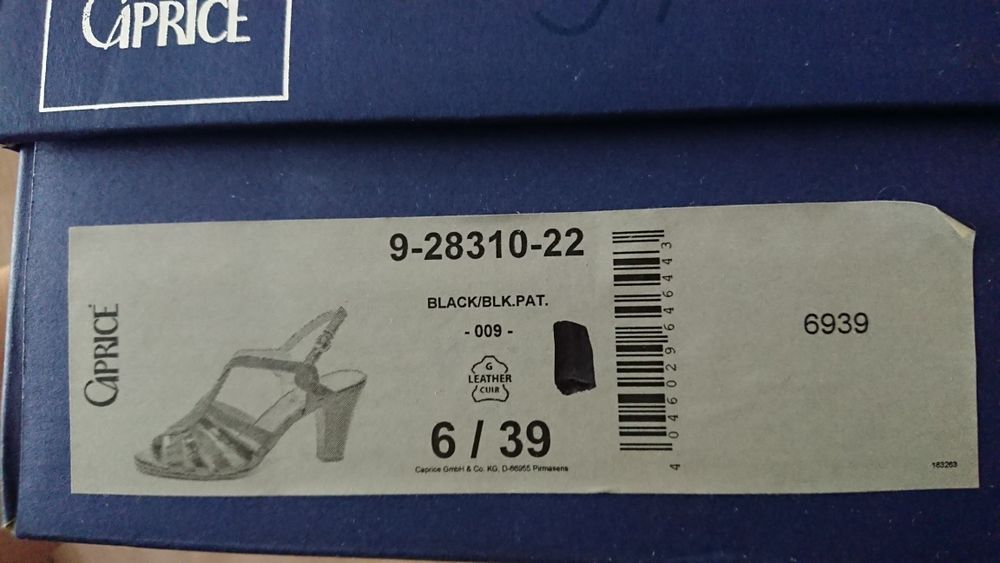 CAPRICE
9-28310-22
BLACK/BLK.PAT.
- 009 -
G
LEATHER
CUIR
6 / 39
Caprice GmbH & Co. KG, D-66955 Pirmasens
CAPRICE
4 046029 646443
6939
183263